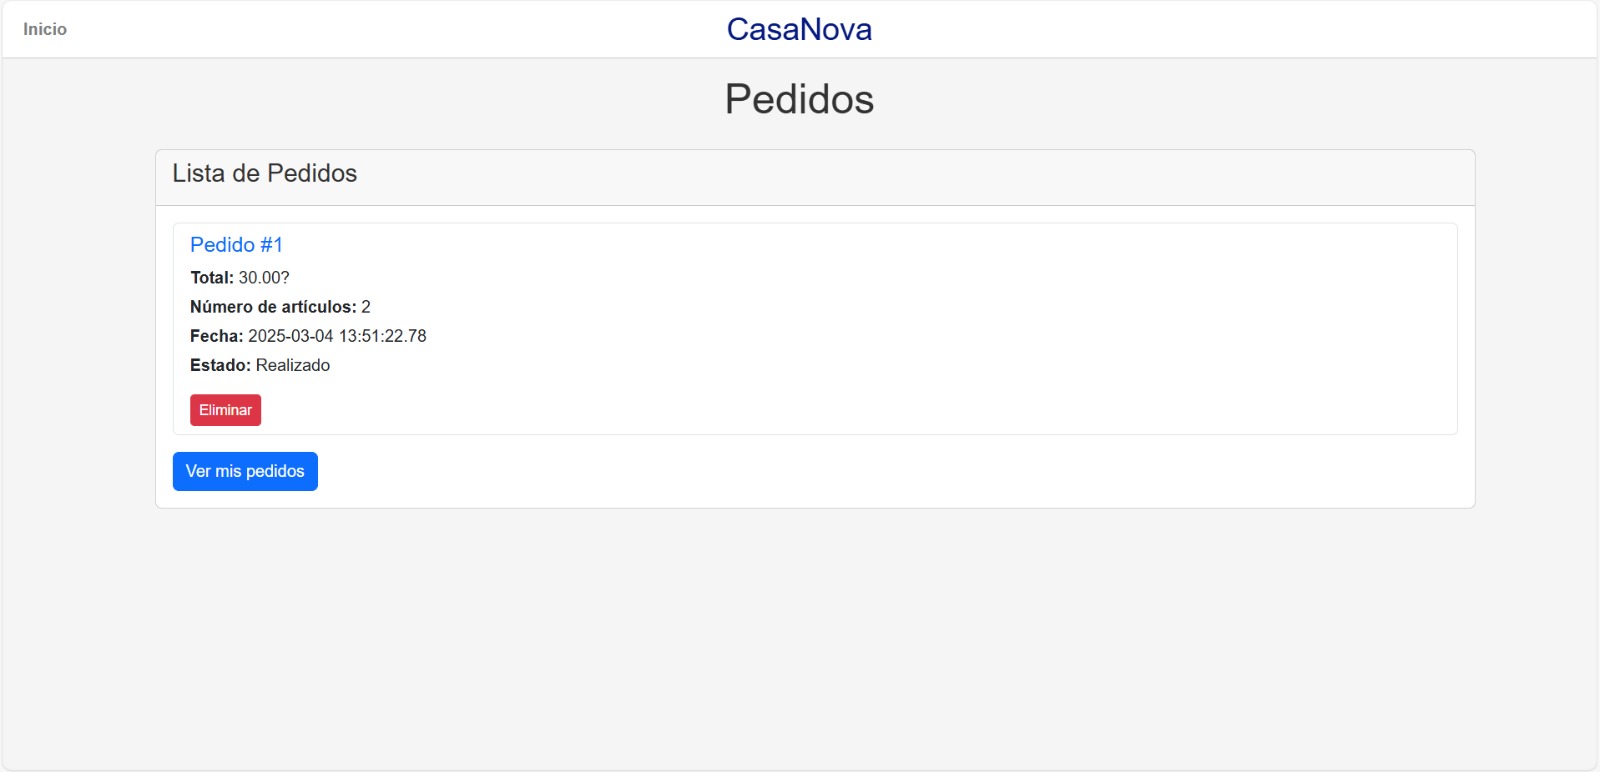 Inicio
CasaNova
Pedidos
Lista de Pedidos
Pedido #1
Total: 30.00?
Número de artículos: 2
Fecha: 2025-03-04 13:51:22.78
Estado: Realizado
Eliminar
Ver mis pedidos